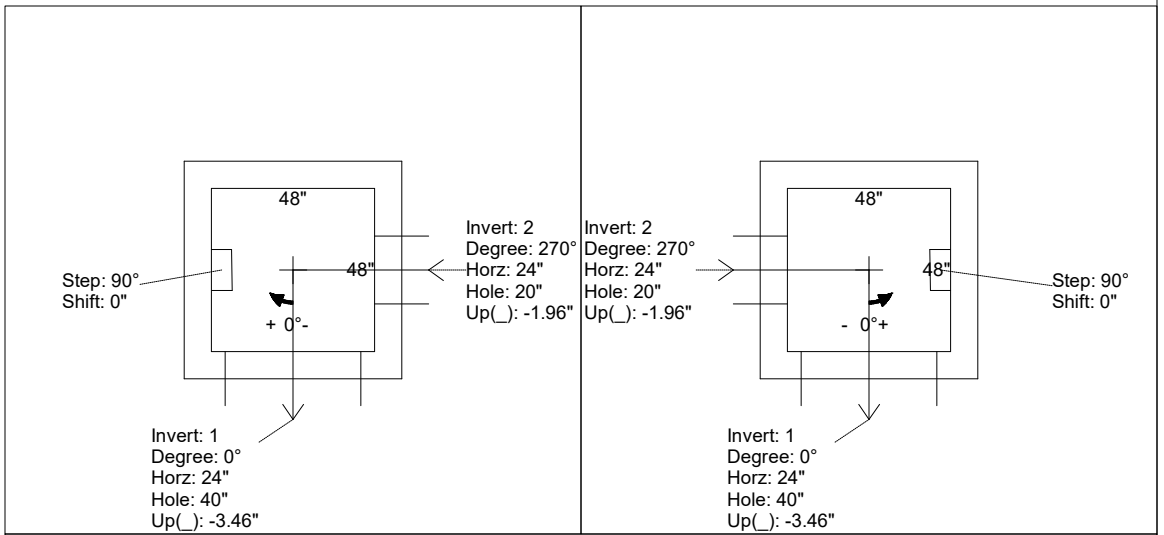 48"
48"
Step: 90°
Shift: 0"
+ 0°-
Invert: 2
Degree: 270°
Horz: 24"
Hole: 20"
Up(_): -1.96"
Invert: 1
Degree: 0°
Horz: 24"
Hole: 40"
Up(_): -3.46"
Invert: 2
Degree: 270°
Horz: 24"
Hole: 20"
Up(_): -1.96"
48"
48"
Step: 90°
Shift: 0"
- 0°+
Invert: 1
Degree: 0°
Horz: 24"
Hole: 40"
Up(_): -3.46"